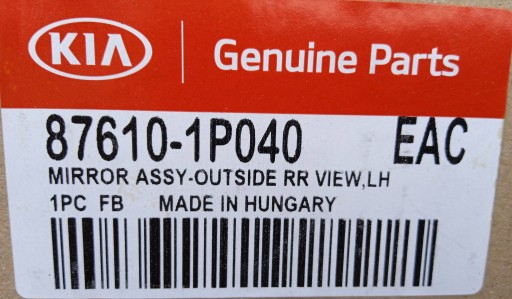 KIA Genuine Parts
87610-1P040 EAC
MIRROR ASSY-OUTSIDE RR VIEW,LH
1PC FB MADE IN HUNGARY